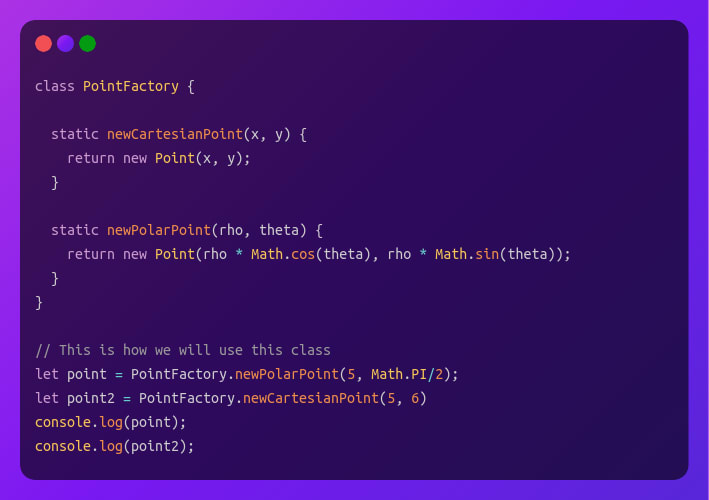 class PointFactory {
static newCartesianPoint(x, y) {
return new Point(x, y);
}
static newPolarPoint(rho, theta) {
return new Point(rho * Math.cos(theta), rho * Math.sin(theta));
}
}
// This is how we will use this class
let point = PointFactory.newPolarPoint(5, Math.PI/2);
let point2 = PointFactory.newCartesianPoint(5, 6)
console.log(point);
console.log(point2);